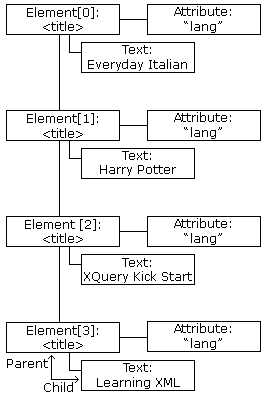 Element[0]:
<title>
Attribute:
“lang”
Text:
Everyday Italian
Element[1]:
<title>
Attribute:
“lang”
Text:
Harry Potter
Element [2]:
<title>
Attribute:
“lang”
Text:
XQuery Kick Start
Element[3]:
<title>
Attribute:
“lang”
Parent
Child
Text:
Learning XML